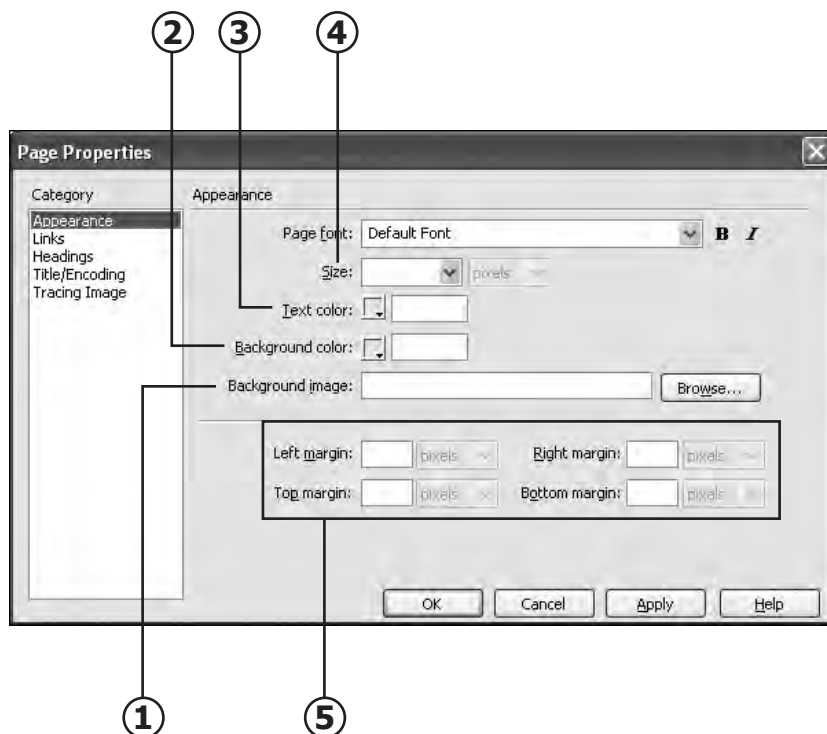 ② ③ ④
Page Properties
Category
Appearance
Links
Headings
Title/Encoding
Tracing Image
Appearance
Page font: Default Font B I
Size: pixels
Text color:
Background color:
Background image: Browse...
Left margin: pixels Right margin: pixels
Top margin: pixels Bottom margin: pixels
OK Cancel Apply Help
① ⑤